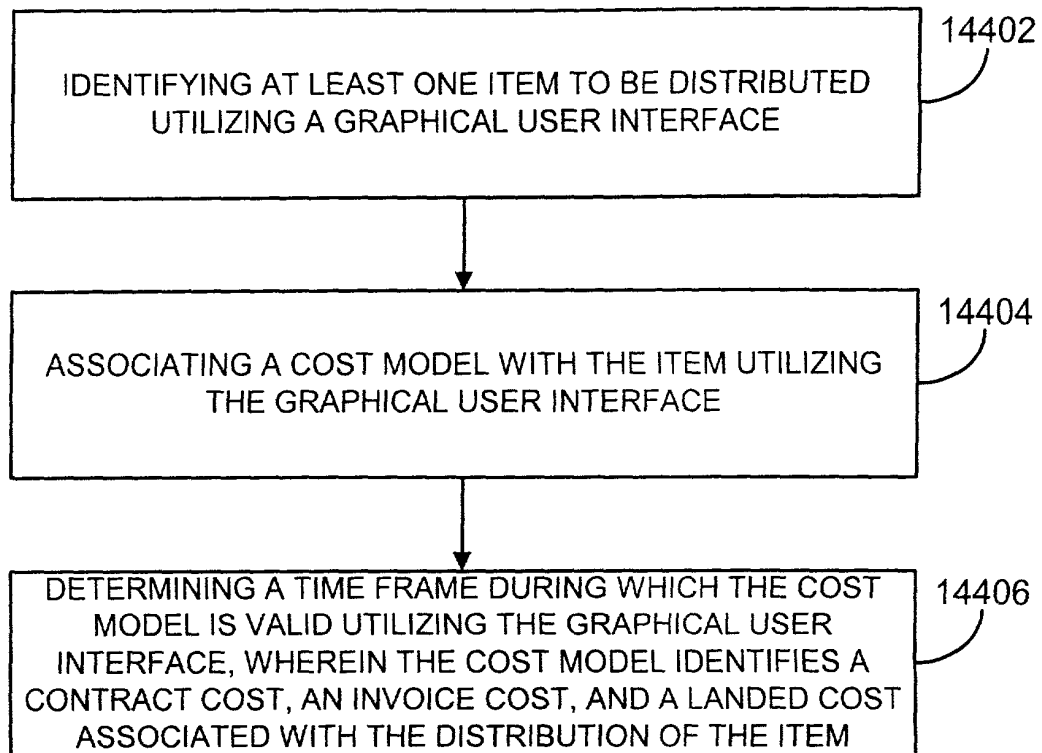 14402
IDENTIFYING AT LEAST ONE ITEM TO BE DISTRIBUTED
UTILIZING A GRAPHICAL USER INTERFACE
14404
ASSOCIATING A COST MODEL WITH THE ITEM UTILIZING
THE GRAPHICAL USER INTERFACE
14406
DETERMINING A TIME FRAME DURING WHICH THE COST
MODEL IS VALID UTILIZING THE GRAPHICAL USER
INTERFACE, WHEREIN THE COST MODEL IDENTIFIES A
CONTRACT COST, AN INVOICE COST, AND A LANDED COST
ASSOCIATED WITH THE DISTRIBUTION OF THE ITEM